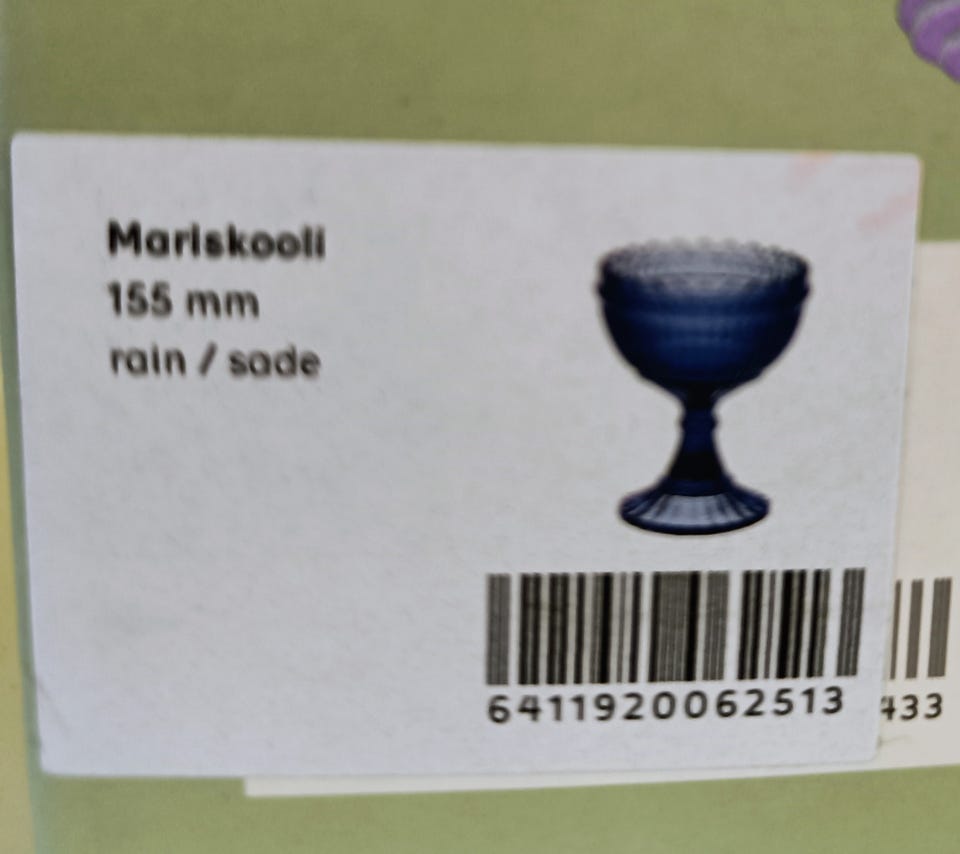 Mariskooli
155 mm
rain / sade
6411920062513
433